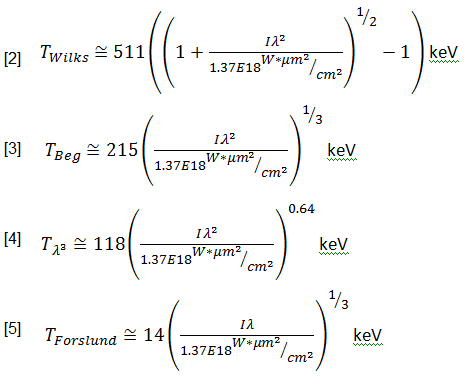 [2] T_Wilks ≅ 511((1 + Iλ²/(1.37E18 W*μm²/cm²))^1/2 − 1) keV
[3] T_Beg ≅ 215(Iλ²/(1.37E18 W*μm²/cm²))^1/3 keV
[4] T_λ³ ≅ 118(Iλ²/(1.37E18 W*μm²/cm²))^0.64 keV
[5] T_Forslund ≅ 14(Iλ/(1.37E18 W*μm²/cm²))^1/3 keV